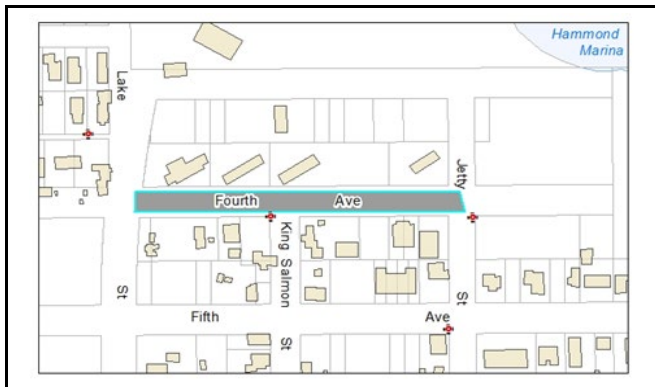 Hammond
Marina
Lake
St
Jetty
St
Fourth Ave
King Salmon
St
Fifth Ave